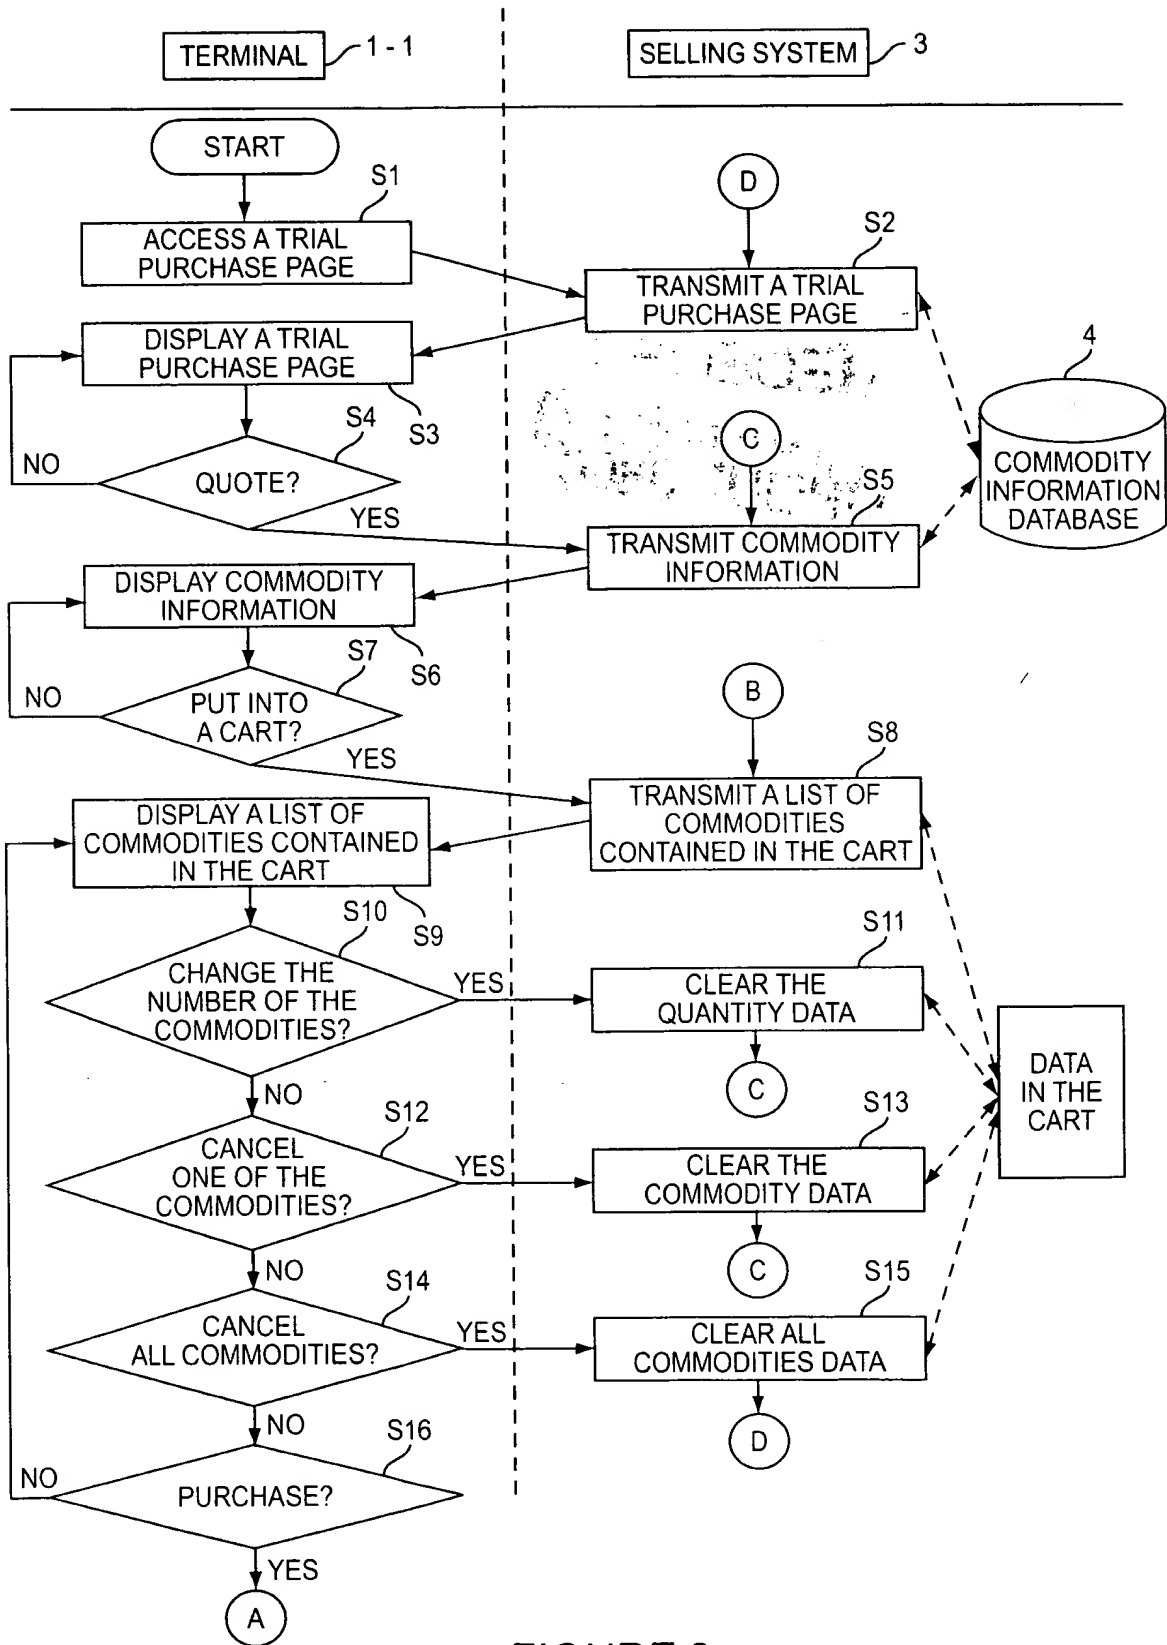 TERMINAL
1-1
SELLING SYSTEM
3
START
D
S1
ACCESS A TRIAL
PURCHASE PAGE
S2
TRANSMIT A TRIAL
PURCHASE PAGE
DISPLAY A TRIAL
PURCHASE PAGE
S3
4
COMMODITY
INFORMATION
DATABASE
S4
QUOTE?
NO
YES
C
S5
TRANSMIT COMMODITY
INFORMATION
DISPLAY COMMODITY
INFORMATION
S6
S7
PUT INTO
A CART?
NO
YES
B
S8
TRANSMIT A LIST OF
COMMODITIES
CONTAINED IN THE CART
DISPLAY A LIST OF
COMMODITIES CONTAINED
IN THE CART
S9
S10
CHANGE THE
NUMBER OF THE
COMMODITIES?
YES
S11
CLEAR THE
QUANTITY DATA
C
DATA
IN THE
CART
NO
S12
CANCEL
ONE OF THE
COMMODITIES?
YES
S13
CLEAR THE
COMMODITY DATA
C
NO
S14
CANCEL
ALL COMMODITIES?
YES
S15
CLEAR ALL
COMMODITIES DATA
D
NO
S16
PURCHASE?
NO
YES
A